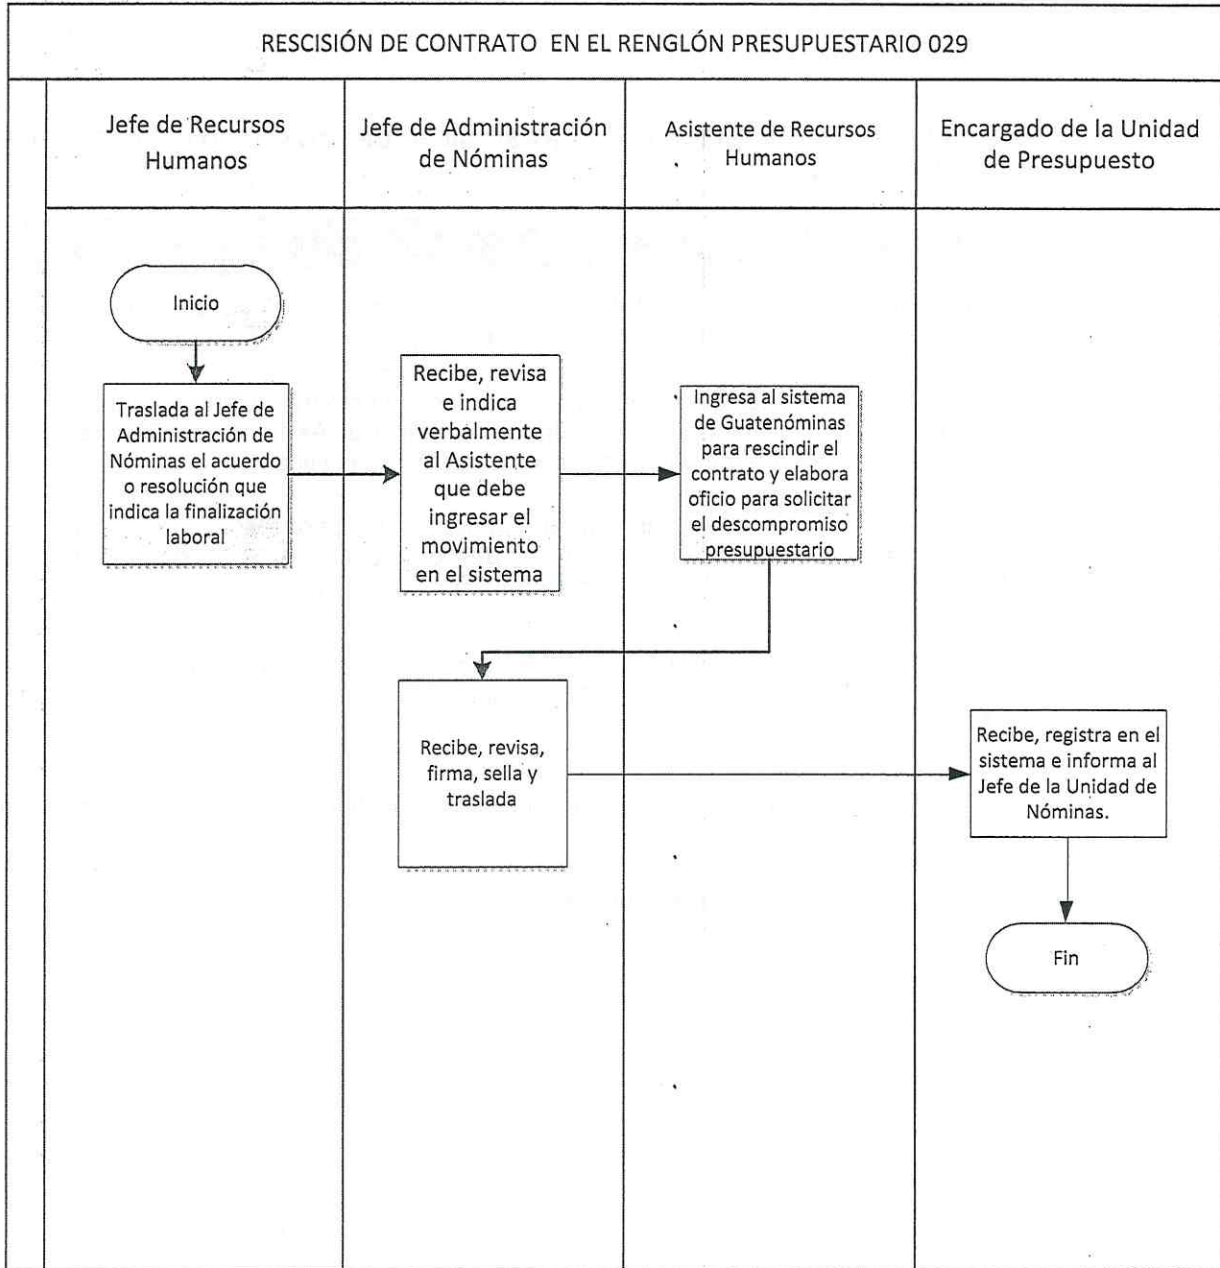 RESCISIÓN DE CONTRATO EN EL RENGLÓN PRESUPUESTARIO 029
Jefe de Recursos
Humanos
Jefe de Administración
de Nóminas
Asistente de Recursos
Humanos
Encargado de la Unidad
de Presupuesto
Inicio
Traslada al Jefe de
Administración de
Nóminas el acuerdo
o resolución que
indica la finalización
laboral
Recibe, revisa
e indica
verbalmente
al Asistente
que debe
ingresar el
movimiento
en el sistema
Ingresa al sistema
de Guatenóminas
para rescindir el
contrato y elabora
oficio para solicitar
el descompromiso
presupuestario
Recibe, revisa,
firma, sella y
traslada
Recibe, registra en el
sistema e informa al
Jefe de la Unidad de
Nóminas.
Fin